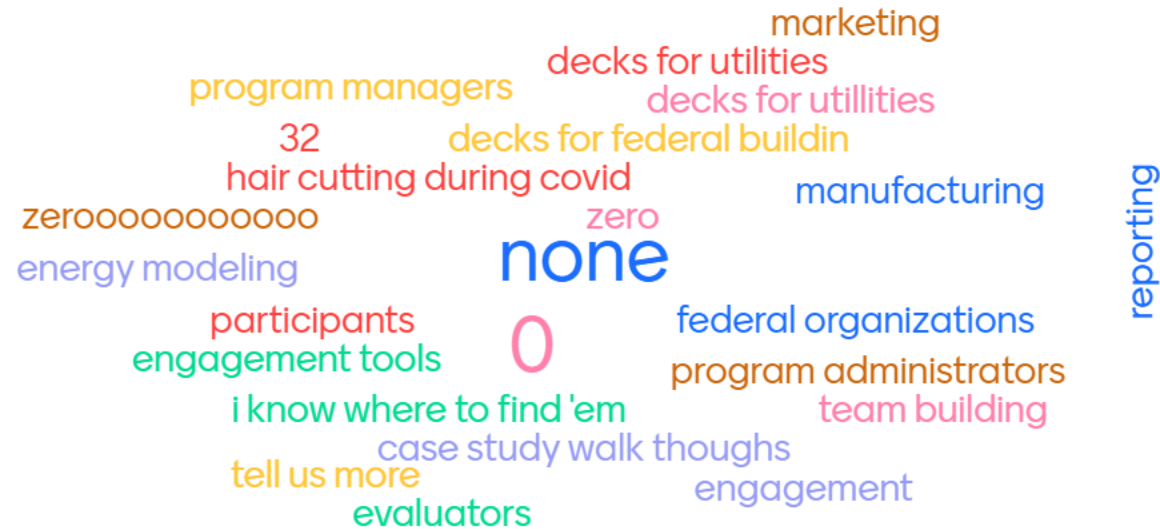 marketing
decks for utilities
program managers
decks for utillities
32
decks for federal buildin
hair cutting during covid
manufacturing
reporting
zerooooooooooo
zero
none
energy modeling
participants
0
federal organizations
engagement tools
program administrators
i know where to find 'em
team building
case study walk thoughs
tell us more
engagement
evaluators